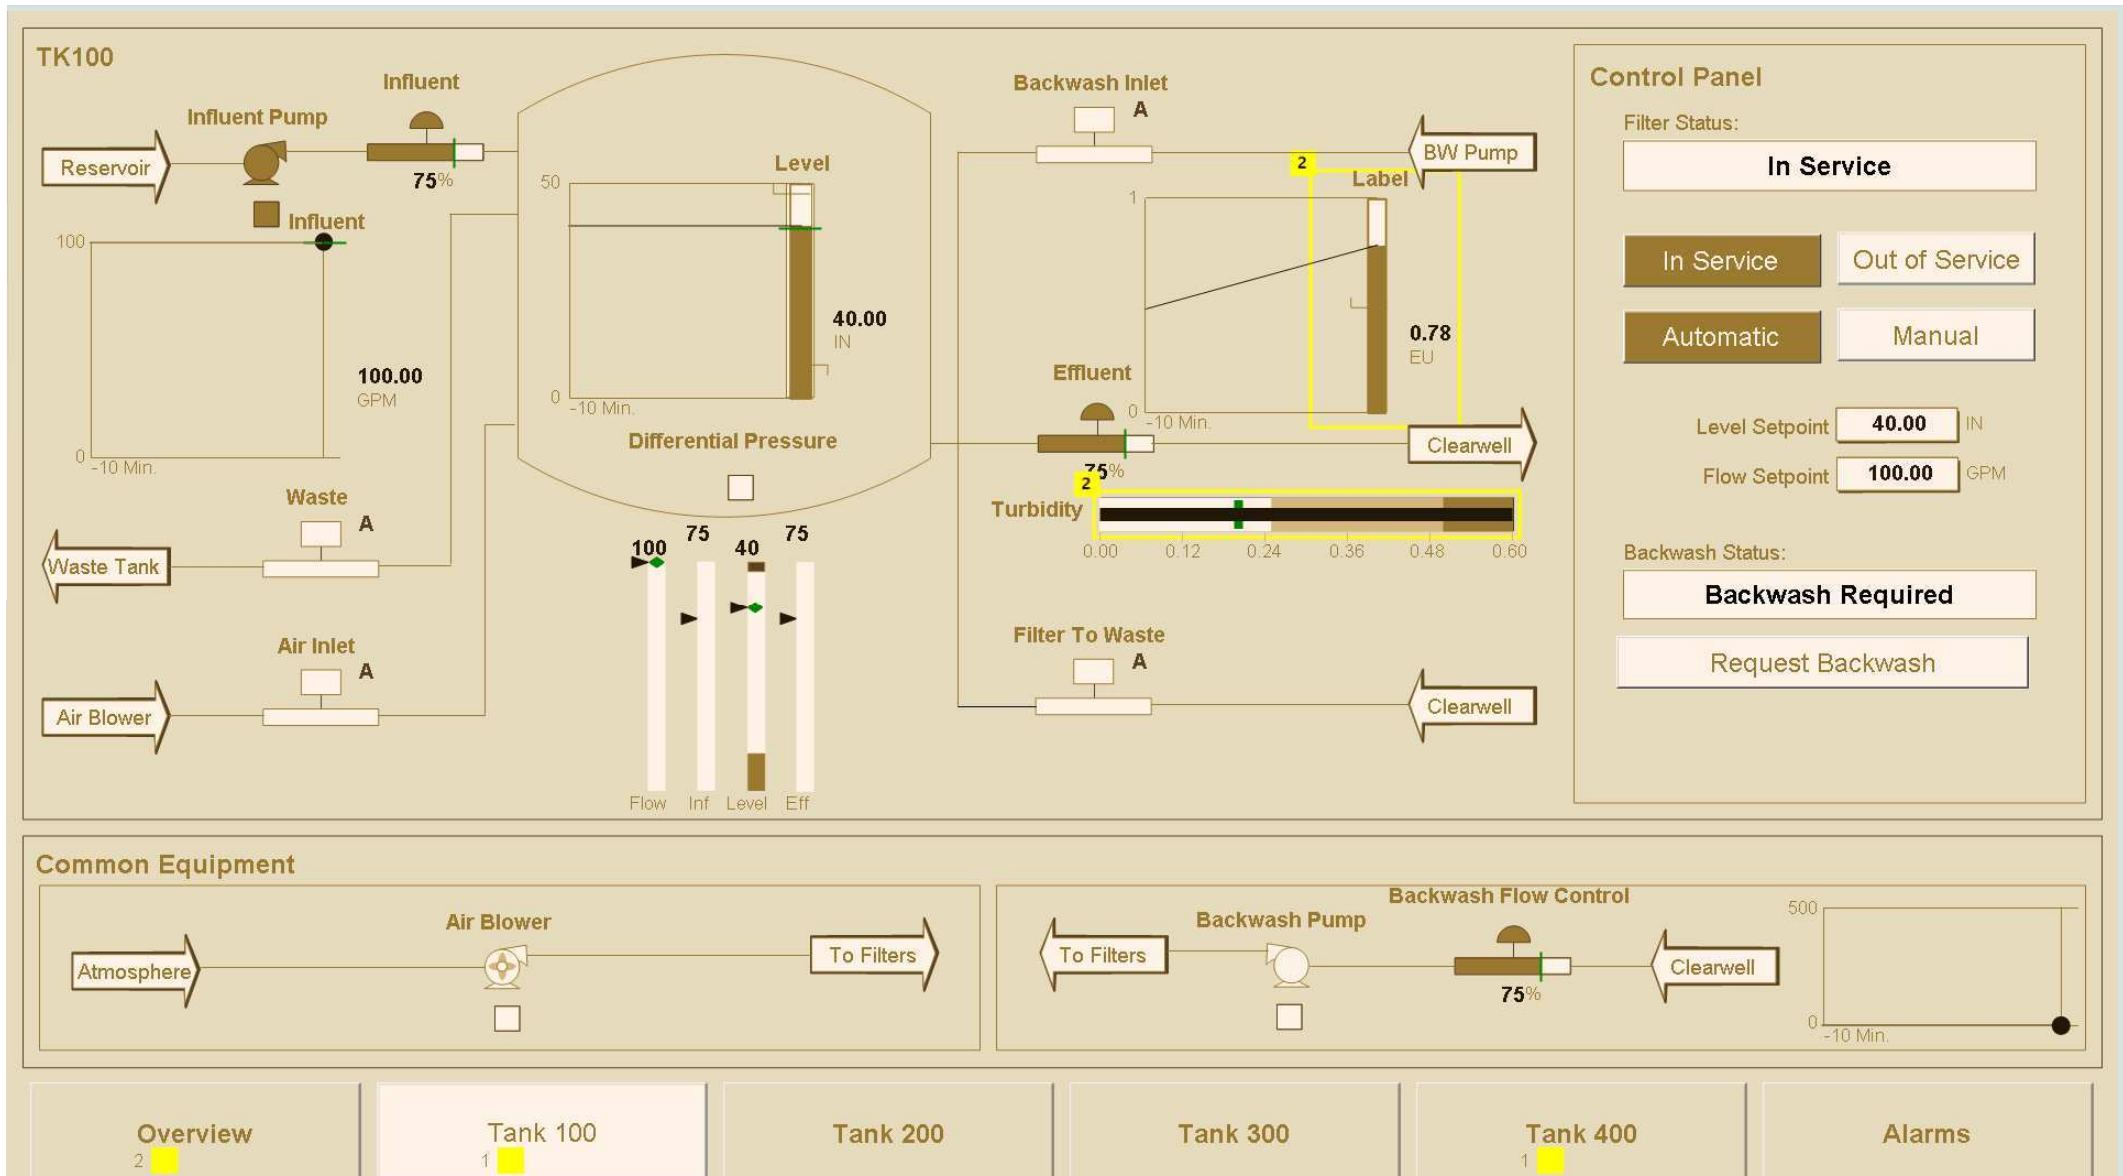 TK100
Influent
Influent Pump
Reservoir
75%
Influent
100
100.00
GPM
0
-10 Min.
Waste
A
Waste Tank
Air Inlet
A
Air Blower
Level
50
40.00
IN
0
-10 Min.
Differential Pressure
100
75
40
75
Flow
Inf
Level
Eff
Backwash Inlet
A
BW Pump
2
Label
1
0.78
EU
0
-10 Min.
Effluent
75%
Clearwell
2
Turbidity
0.00
0.12
0.24
0.36
0.48
0.60
Filter To Waste
A
Clearwell
Control Panel
Filter Status:
In Service
In Service
Out of Service
Automatic
Manual
Level Setpoint 40.00 IN
Flow Setpoint 100.00 GPM
Backwash Status:
Backwash Required
Request Backwash
Common Equipment
Air Blower
Atmosphere
To Filters
Backwash Flow Control
Backwash Pump
To Filters
75%
Clearwell
500
0
-10 Min.
Overview
2
Tank 100
1
Tank 200
Tank 300
Tank 400
1
Alarms